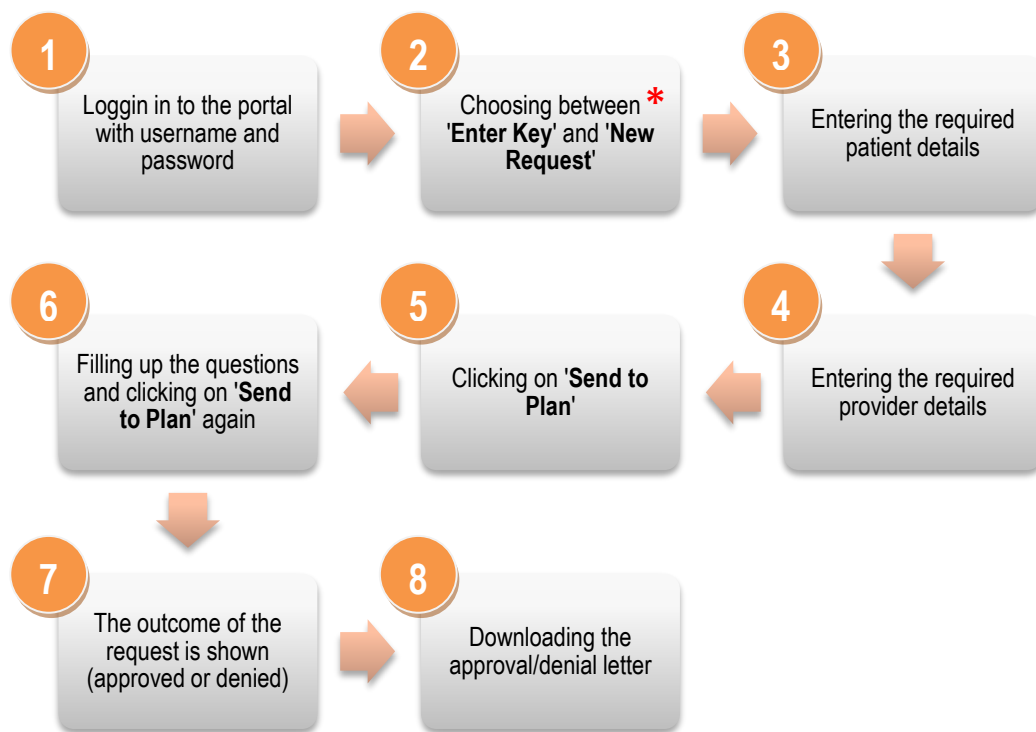 1
Loggin in to the portal
with username and
password
2
Choosing between *
'Enter Key' and 'New
Request'
3
Entering the required
patient details
4
Entering the required
provider details
5
Clicking on 'Send to
Plan'
6
Filling up the questions
and clicking on 'Send
to Plan' again
7
The outcome of the
request is shown
(approved or denied)
8
Downloading the
approval/denial letter